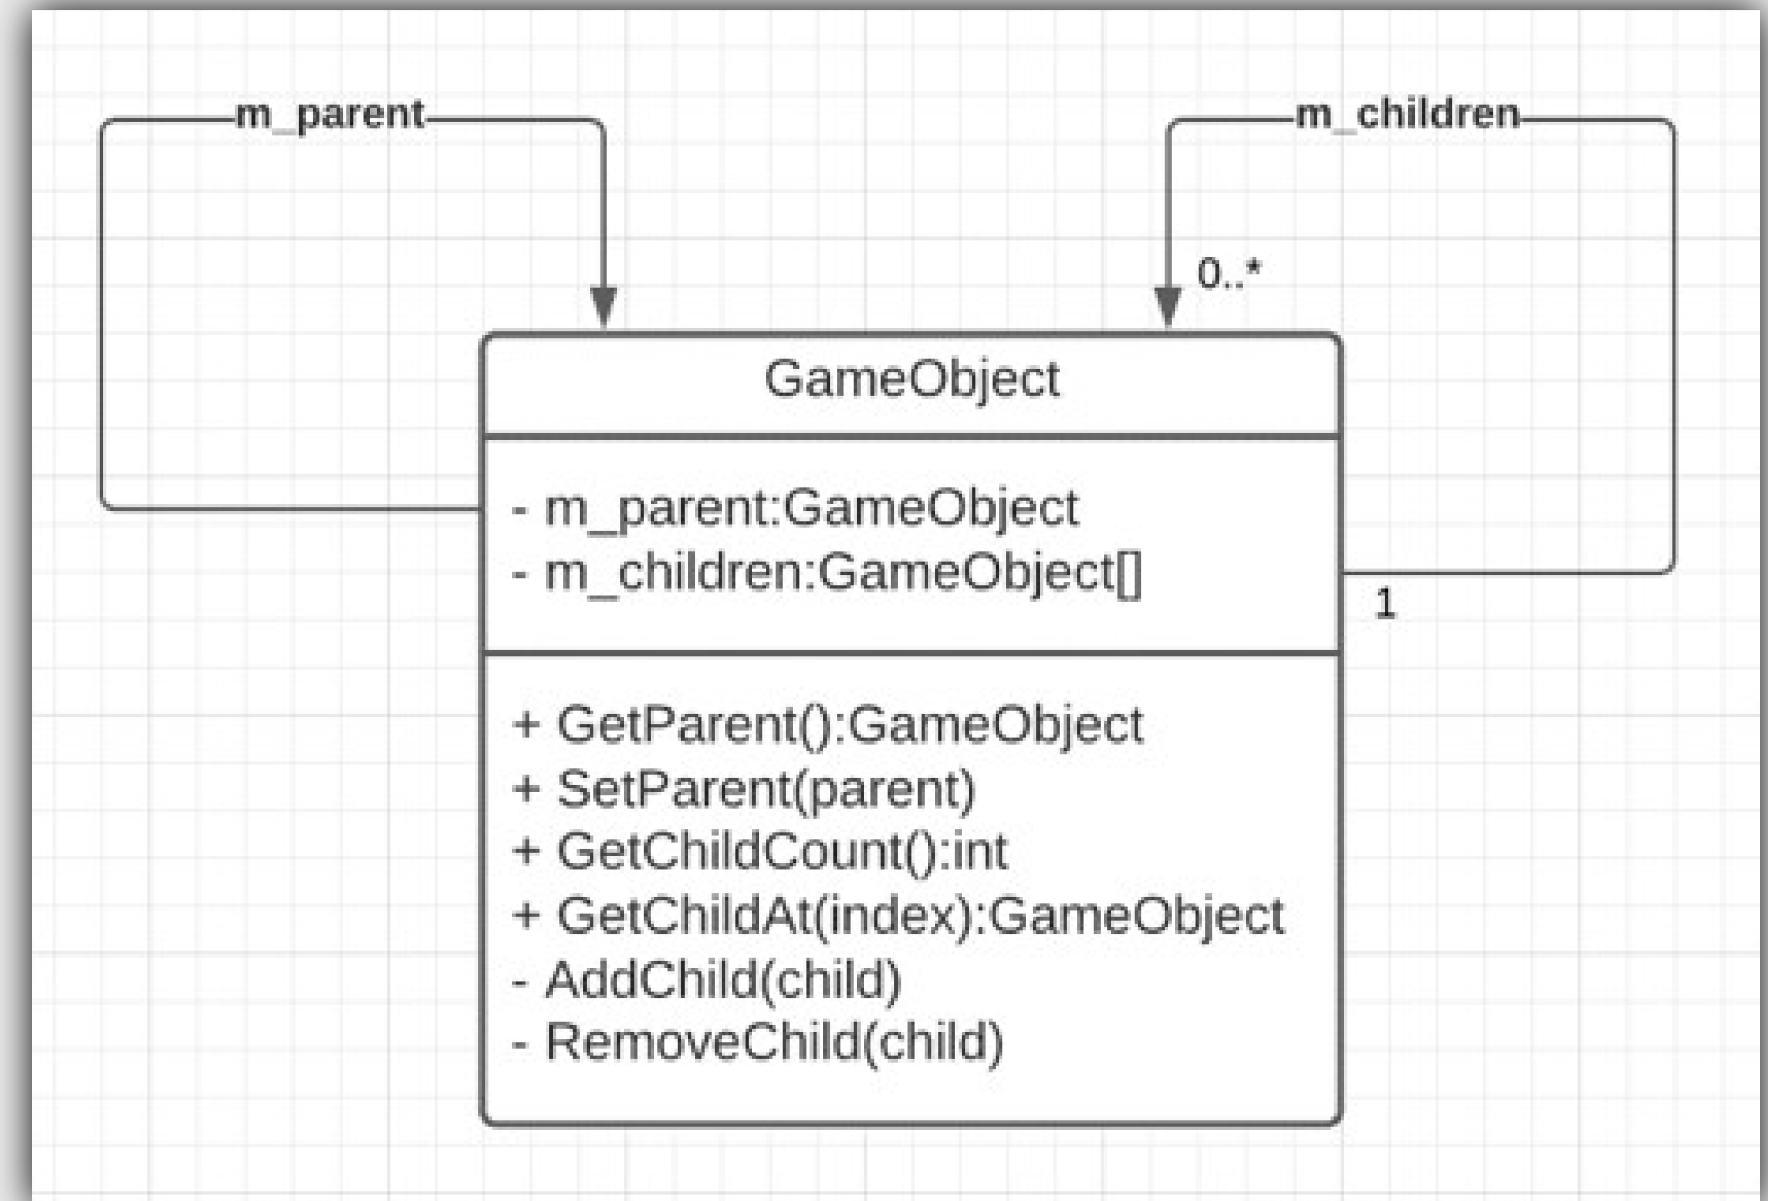 m_parent
m_children
0..*
GameObject
- m_parent:GameObject
- m_children:GameObject[]
1
+ GetParent():GameObject
+ SetParent(parent)
+ GetChildCount():int
+ GetChildAt(index):GameObject
- AddChild(child)
- RemoveChild(child)